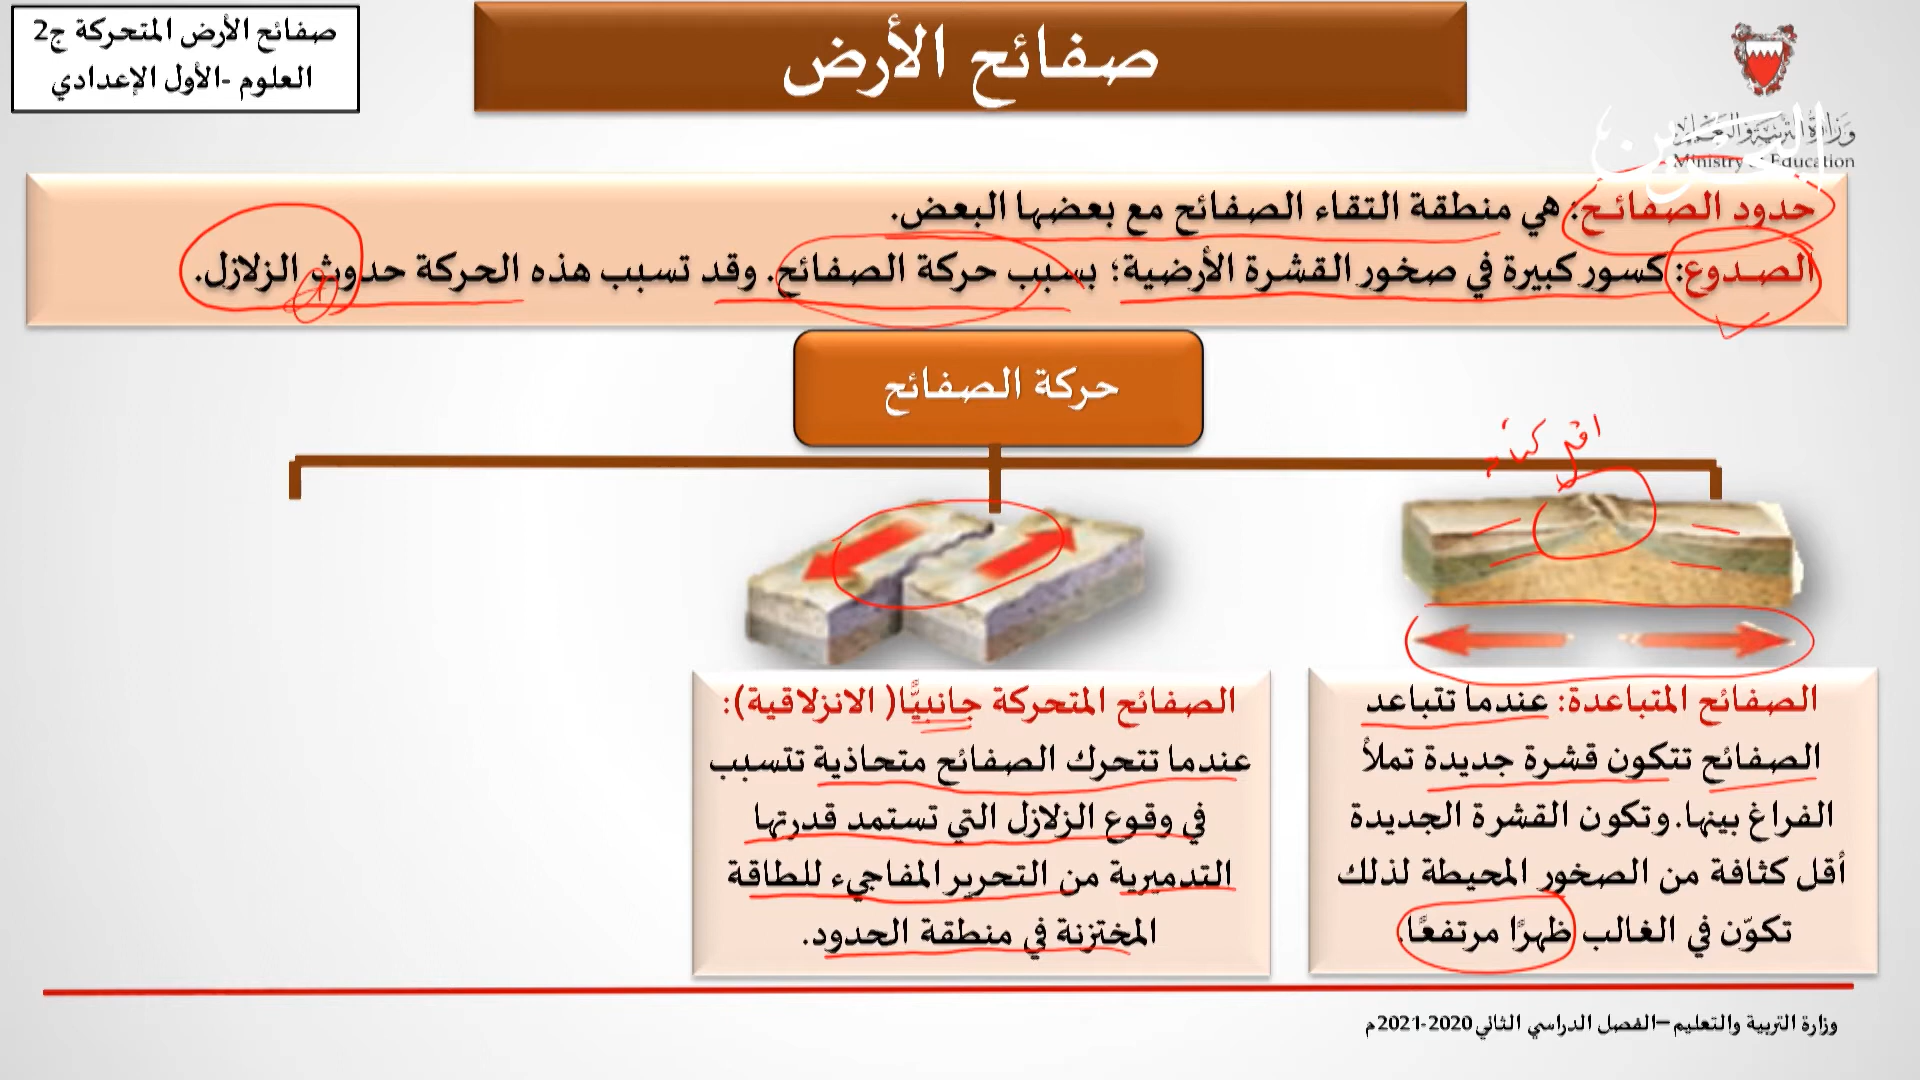 صفائح الأرض المتحركة ج2
العلوم -الأول الإعدادي
صفائح الأرض
وزارة التربية والتعليم
Ministry of Education
البحرين
حدود الصفائح: هي منطقة التقاء الصفائح مع بعضها البعض.
الصدوع: كسور كبيرة في صخور القشرة الأرضية؛ بسبب حركة الصفائح. وقد تسبب هذه الحركة حدوث الزلازل.
حركة الصفائح
اقل كثافة
الصفائح المتباعدة: عندما تتباعد
الصفائح تتكون قشرة جديدة تملأ
الفراغ بينها. وتكون القشرة الجديدة
أقل كثافة من الصخور المحيطة لذلك
تكوّن في الغالب ظهرًا مرتفعًا.
الصفائح المتحركة جانبيًّا( الانزلاقية):
عندما تتحرك الصفائح متحاذية تتسبب
في وقوع الزلازل التي تستمد قدرتها
التدميرية من التحرير المفاجيء للطاقة
المختزنة في منطقة الحدود.
وزارة التربية والتعليم –الفصل الدراسي الثاني 2020-2021م